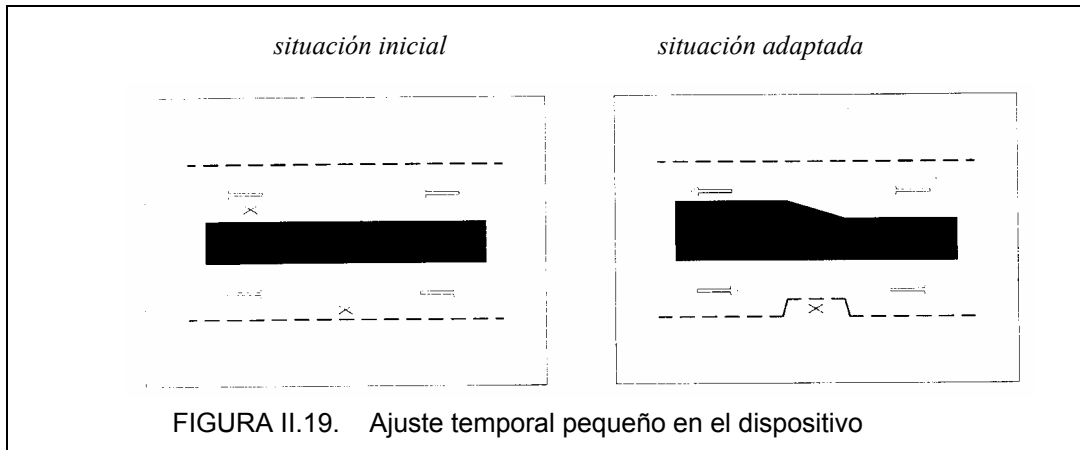 situación inicial
situación adaptada
FIGURA II.19. Ajuste temporal pequeño en el dispositivo